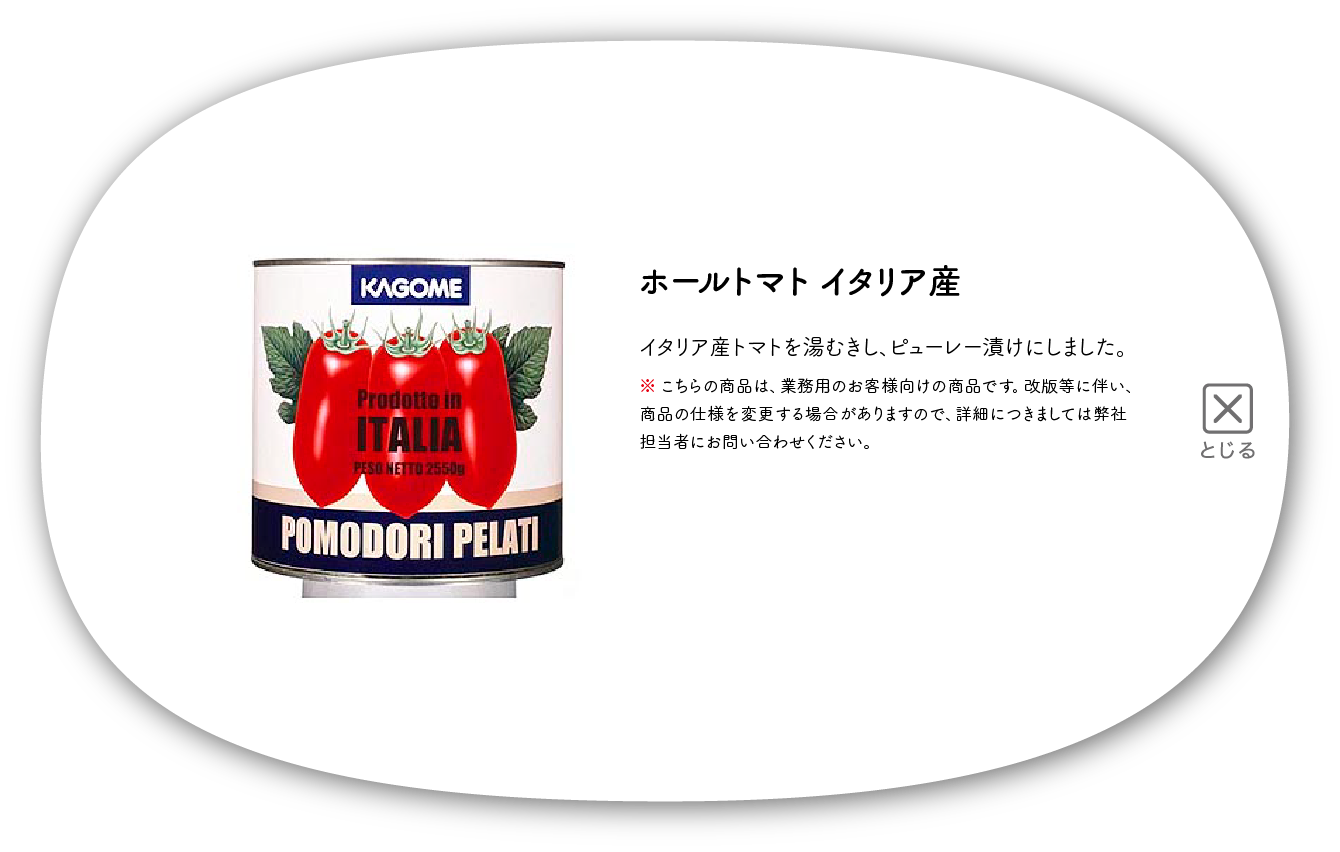 KAGOME
Prodotto in
ITALIA
PESO NETTO 2550g
POMODORI PELATI
ホールトマト イタリア産
イタリア産トマトを湯むきし、ピューレー漬けにしました。
※ こちらの商品は、業務用のお客様向けの商品です。改版等に伴い、
商品の仕様を変更する場合がありますので、詳細につきましては弊社
担当者にお問い合わせください。
とじる